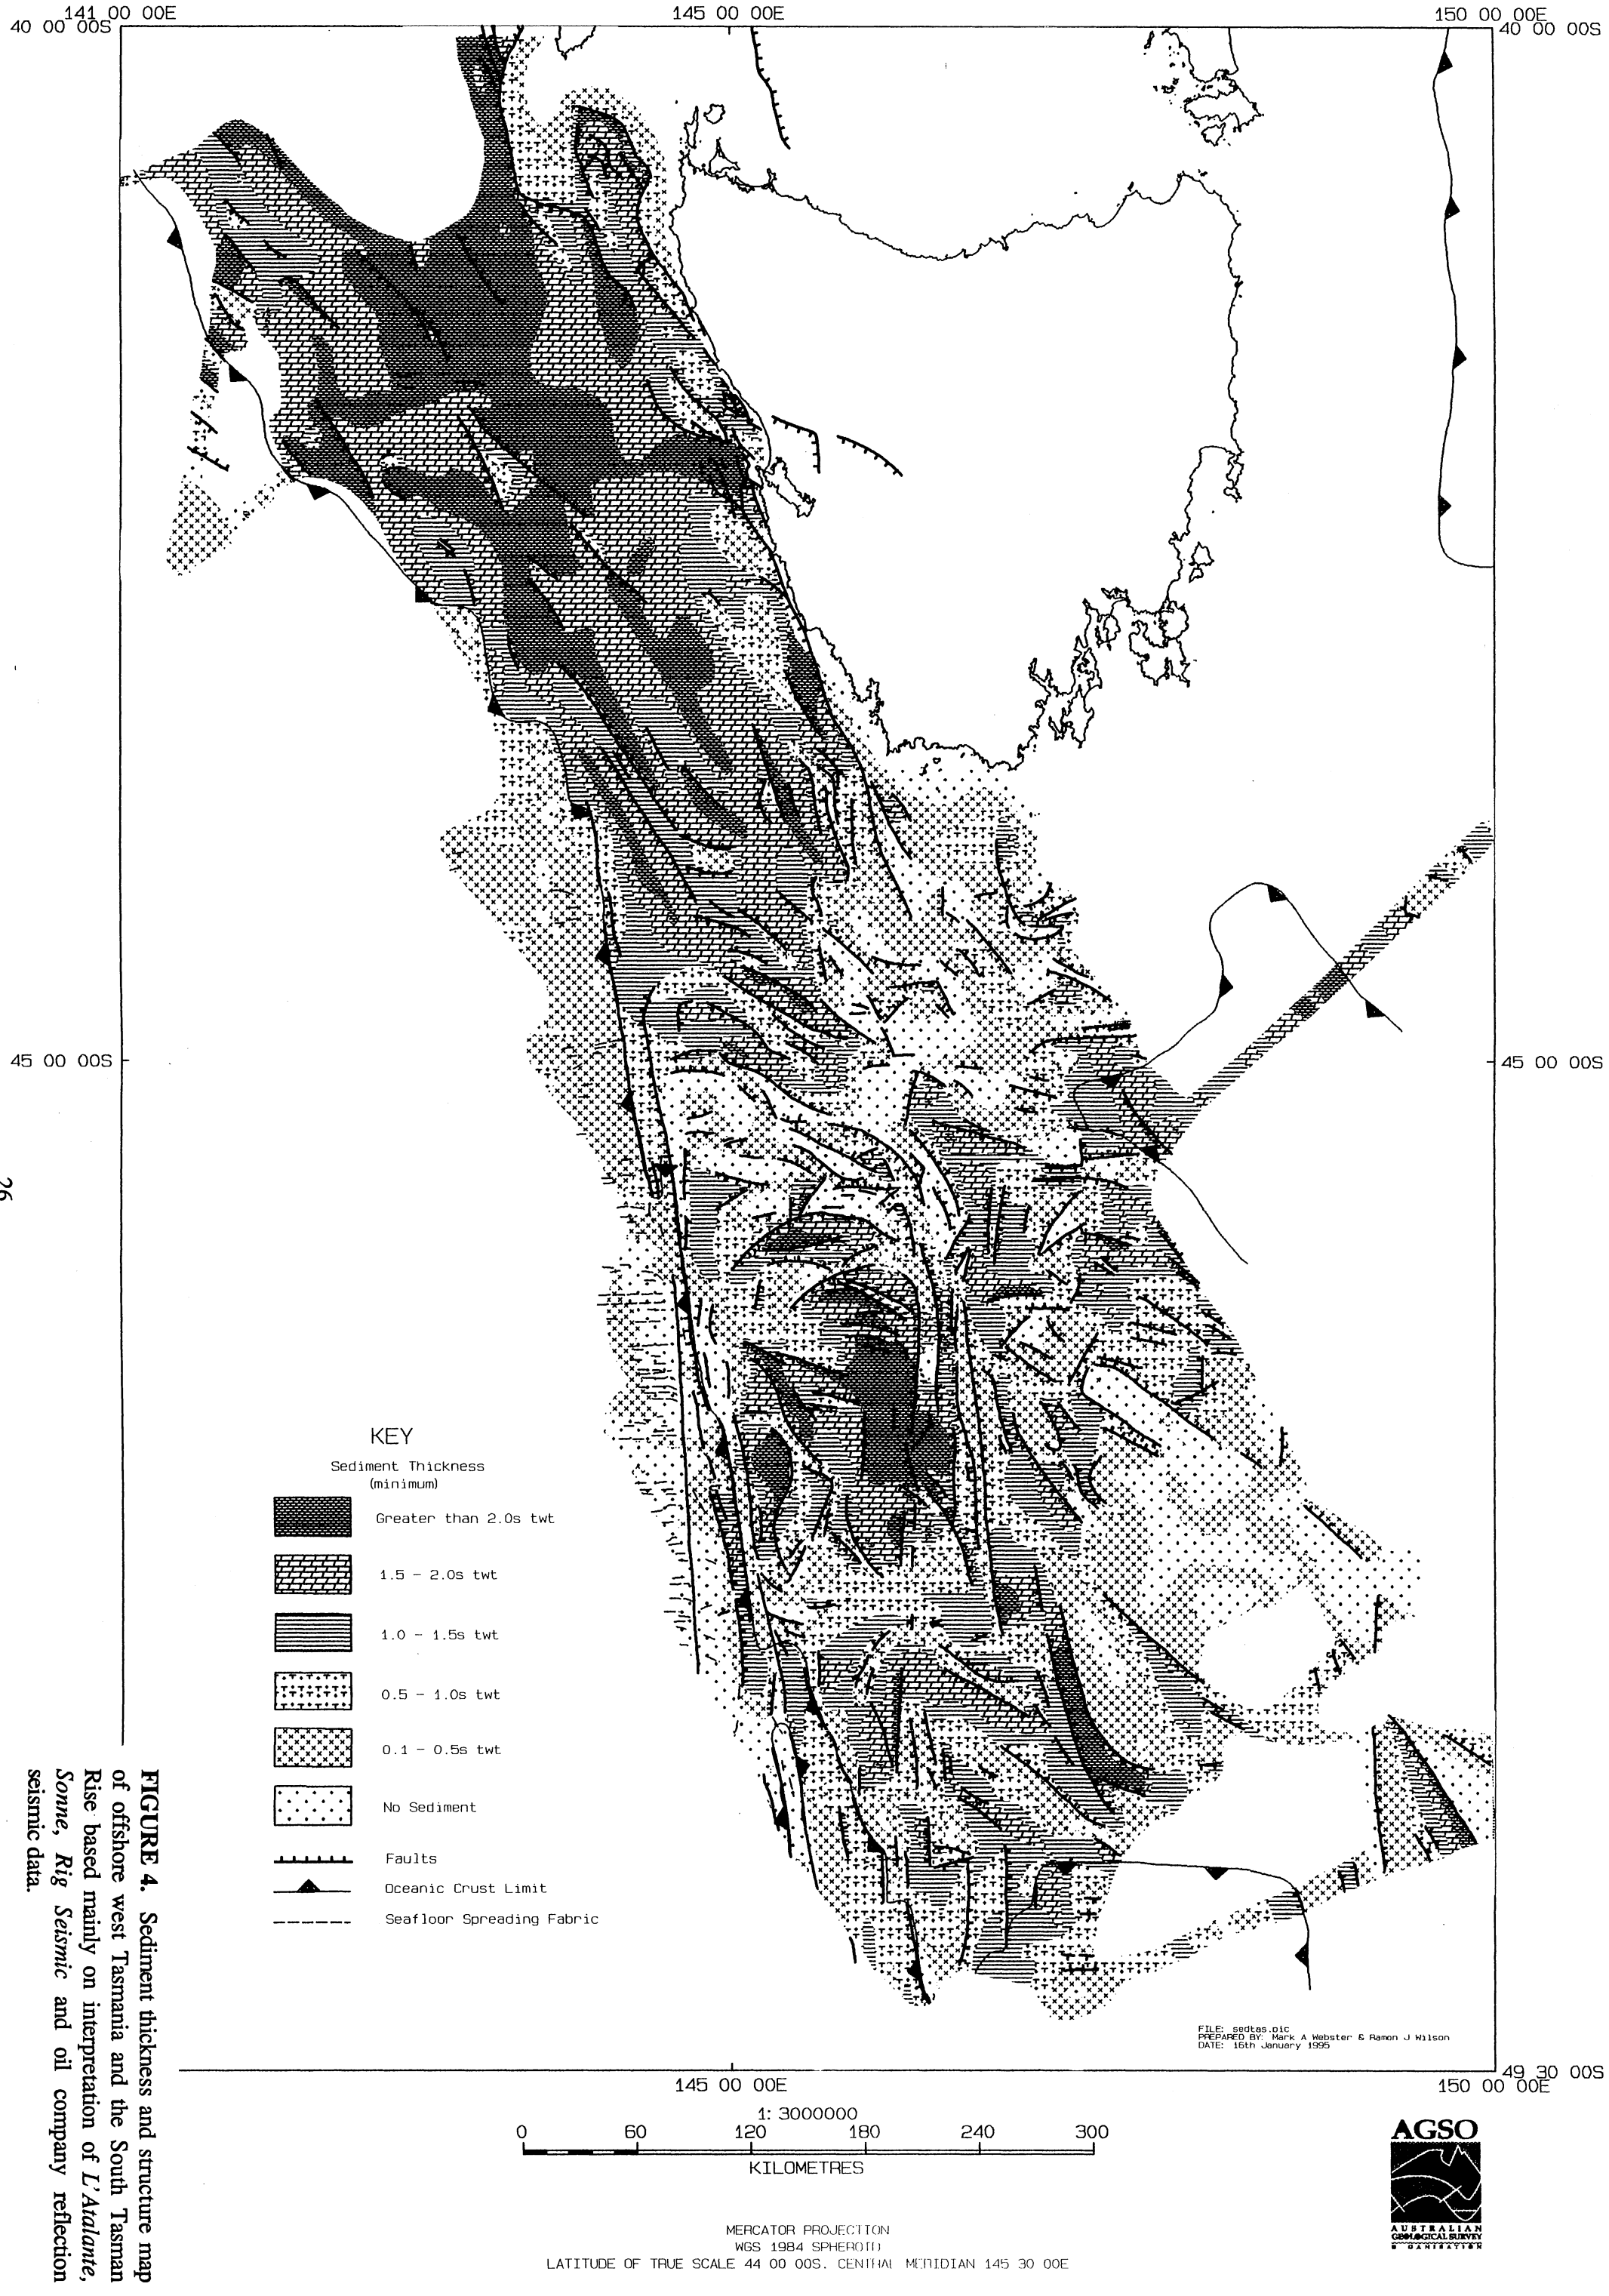 141 00 00E
145 00 00E
150 00 00E
40 00 00S
40 00 00S
45 00 00S
45 00 00S
26
KEY
Sediment Thickness
(minimum)
Greater than 2.0s twt
1.5 - 2.0s twt
1.0 - 1.5s twt
0.5 - 1.0s twt
0.1 - 0.5s twt
No Sediment
Faults
Oceanic Crust Limit
Seafloor Spreading Fabric
FIGURE 4. Sediment thickness and structure map
of offshore west Tasmania and the South Tasman
Rise based mainly on interpretation of L'Atalante,
Sonne, Rig Seismic and oil company reflection
seismic data.
FILE: sedtas.pic
PREPARED BY: Mark A Webster & Ramon J Wilson
DATE: 16th January 1995
49 30 00S
145 00 00E
150 00 00E
1: 3000000
0 60 120 180 240 300
KILOMETRES
MERCATOR PROJECTION
WGS 1984 SPHEROID
LATITUDE OF TRUE SCALE 44 00 00S. CENTRAL MERIDIAN 145 30 00E
AGSO
AUSTRALIAN
GEOLOGICAL SURVEY
ORGANISATION